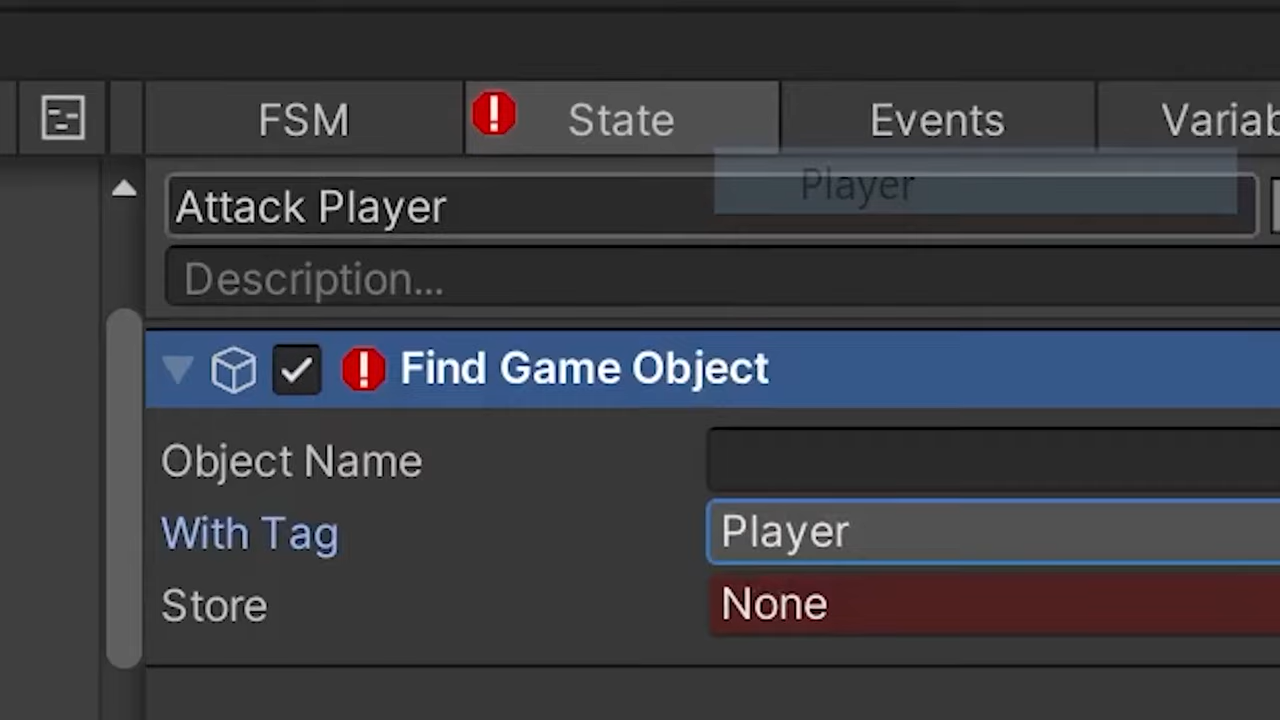 FSM
State
Events
Variab
Player
Attack Player
Description...
Find Game Object
Object Name
With Tag
Player
Store
None